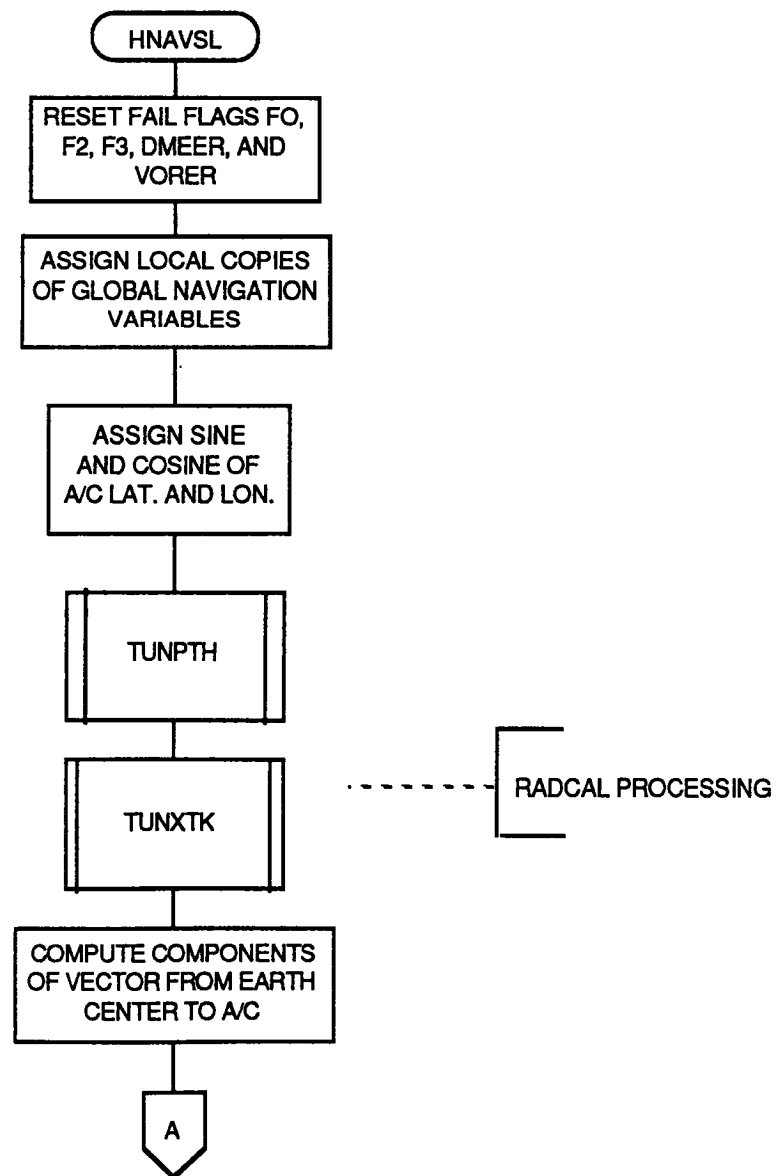 HNAVSL
RESET FAIL FLAGS FO,
F2, F3, DMEER, AND
VORER
ASSIGN LOCAL COPIES
OF GLOBAL NAVIGATION
VARIABLES
ASSIGN SINE
AND COSINE OF
A/C LAT. AND LON.
TUNPTH
TUNXTK
RADCAL PROCESSING
COMPUTE COMPONENTS
OF VECTOR FROM EARTH
CENTER TO A/C
A